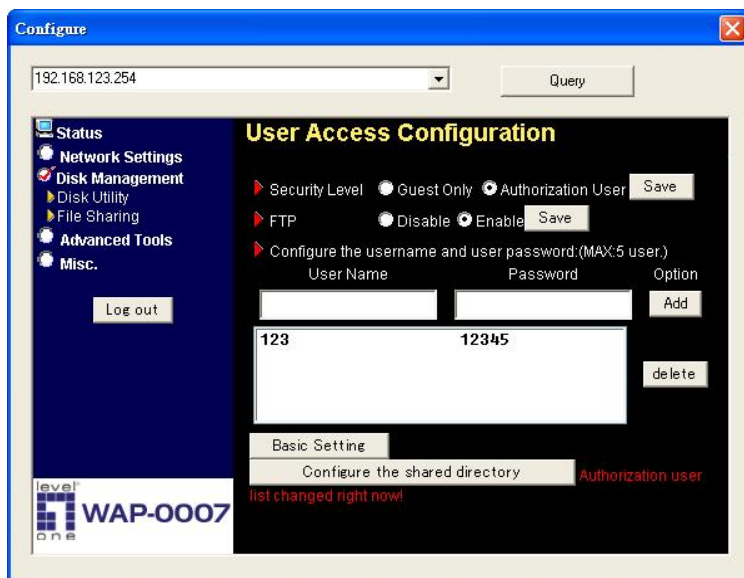 Configure
192.168.123.254
Query
Status
Network Settings
Disk Management
Disk Utility
File Sharing
Advanced Tools
Misc.
Log out
User Access Configuration
Security Level Guest Only Authorization User Save
FTP Disable Enable Save
Configure the username and user password:(MAX:5 user.)
User Name Password Option
Add
123 12345
delete
Basic Setting
Configure the shared directory Authorization user
list changed right now!
level
one
WAP-0007